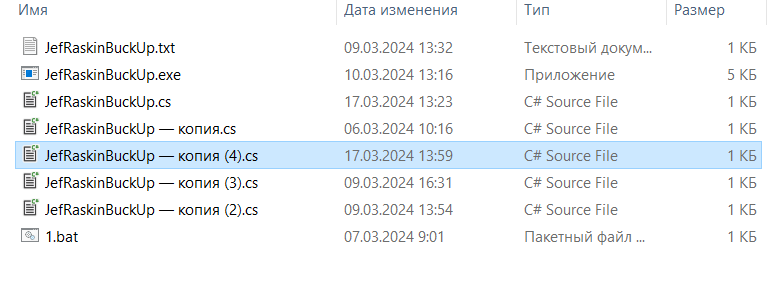 Имя Дата изменения Тип Размер
JefRaskinBuckUp.txt 09.03.2024 13:32 Текстовый докум... 1 КБ
JefRaskinBuckUp.exe 10.03.2024 13:16 Приложение 5 КБ
JefRaskinBuckUp.cs 17.03.2024 13:23 C# Source File 1 КБ
JefRaskinBuckUp — копия.cs 06.03.2024 10:16 C# Source File 1 КБ
JefRaskinBuckUp — копия (4).cs 17.03.2024 13:59 C# Source File 1 КБ
JefRaskinBuckUp — копия (3).cs 09.03.2024 16:31 C# Source File 1 КБ
JefRaskinBuckUp — копия (2).cs 09.03.2024 13:54 C# Source File 1 КБ
1.bat 07.03.2024 9:01 Пакетный файл ... 1 КБ